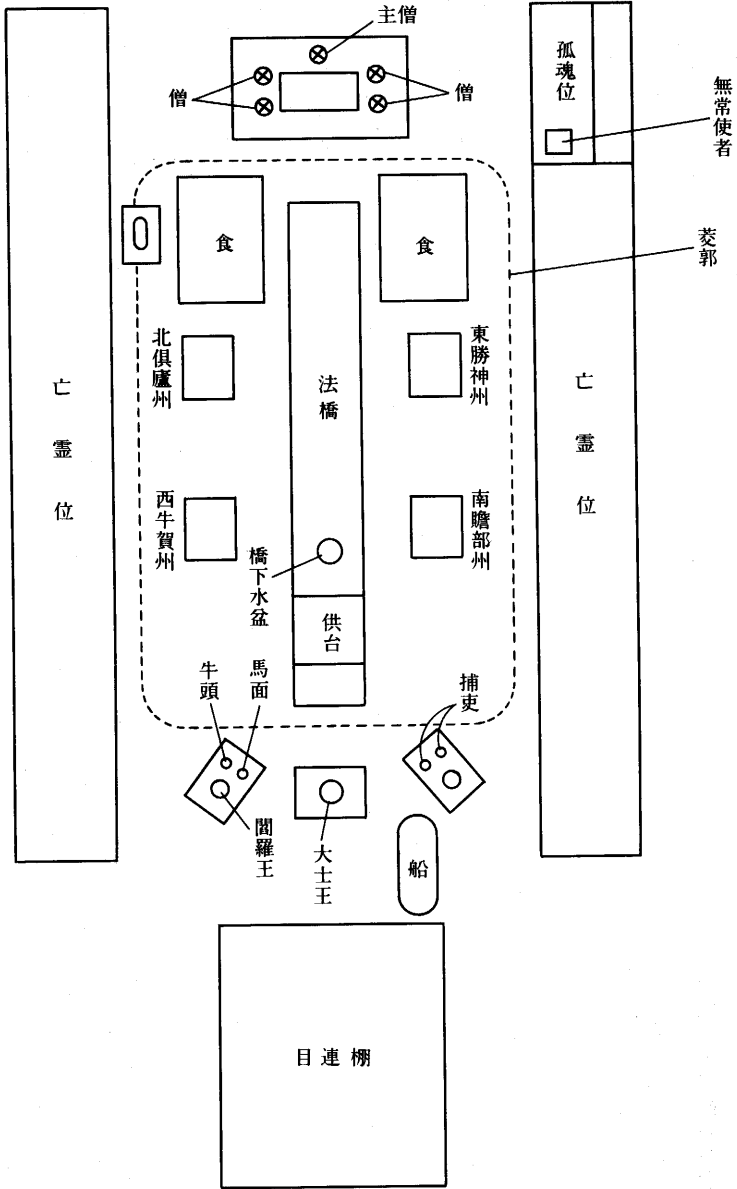 主僧
僧
僧
孤魂位
無常使者
菱郭
食
食
北俱廬州
東勝神州
法橋
亡霊位
亡霊位
西牛賀州
南贍部州
橋下水盆
供台
牛頭
馬面
捕吏
閻羅王
大士王
船
目連棚